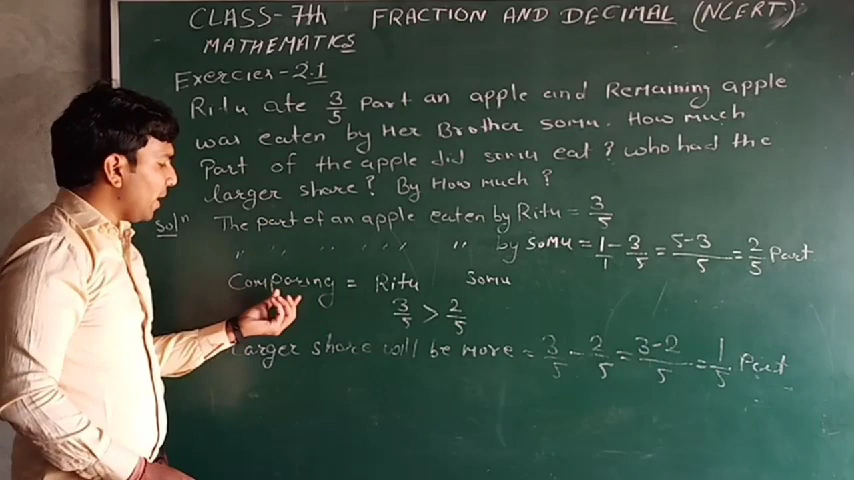 CLASS-7th FRACTION AND DECIMAL (NCERT)
MATHEMATICS
Exercier-2.1
Ritu ate 3/5 Part an apple and Remaining apple
was eaten by Her Brother somu. How much
Part of the apple did somu eat? who had the
larger share? By How much?
Solⁿ The part of an apple eaten by Ritu = 3/5
" " " " " " by SOMU = 1/1 - 3/5 = 5-3/5 = 2/5 Part
Comparing = Ritu Somu
3/5 > 2/5
Larger share will be more = 3/5 - 2/5 = 3-2/5 = 1/5 Part